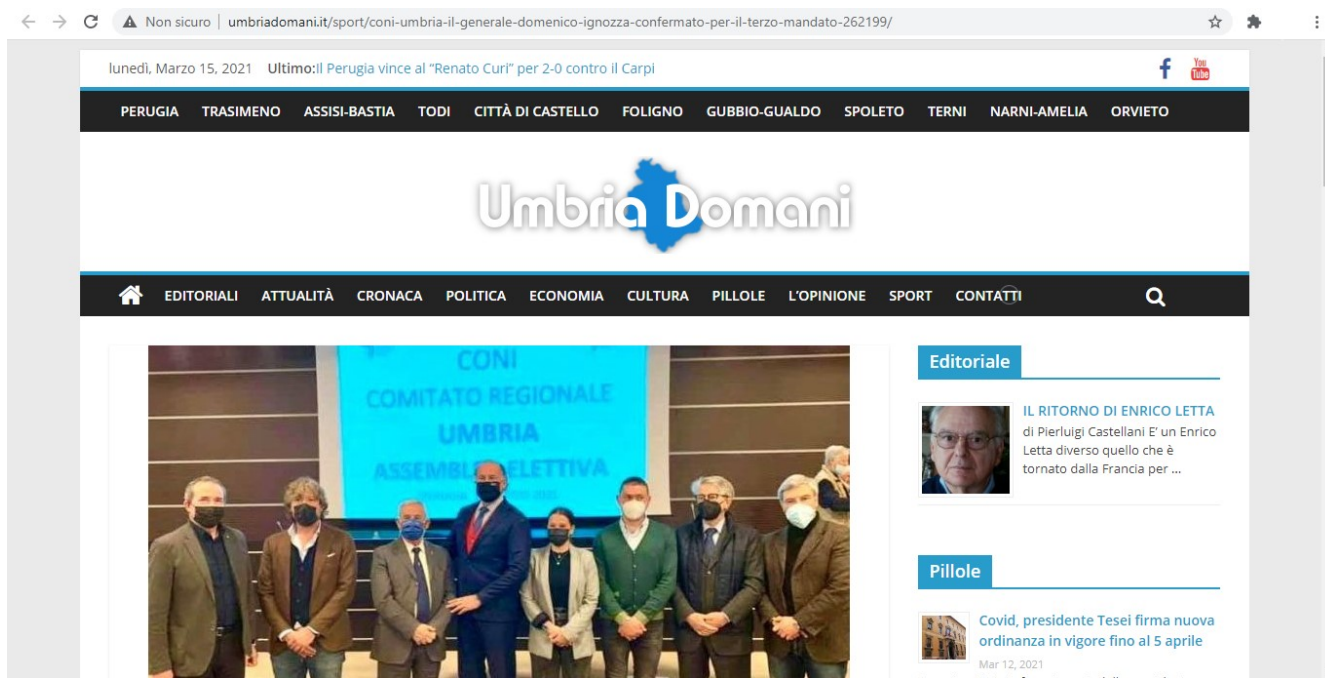 Non sicuro | umbriadomani.it/sport/coni-umbria-il-generale-domenico-ignozza-confermato-per-il-terzo-mandato-262199/
lunedì, Marzo 15, 2021 Ultimo:Il Perugia vince al “Renato Curi” per 2-0 contro il Carpi
f You Tube
PERUGIA TRASIMENO ASSISI-BASTIA TODI CITTÀ DI CASTELLO FOLIGNO GUBBIO-GUALDO SPOLETO TERNI NARNI-AMELIA ORVIETO
Umbria Domani
EDITORIALI ATTUALITÀ CRONACA POLITICA ECONOMIA CULTURA PILLOLE L’OPINIONE SPORT CONTATTI
CONI
COMITATO REGIONALE
UMBRIA
ASSEMBLEA ELETTIVA
Editoriale
IL RITORNO DI ENRICO LETTA
di Pierluigi Castellani E’ un Enrico
Letta diverso quello che è
tornato dalla Francia per ...
Pillole
Covid, presidente Tesei firma nuova
ordinanza in vigore fino al 5 aprile
Mar 12, 2021